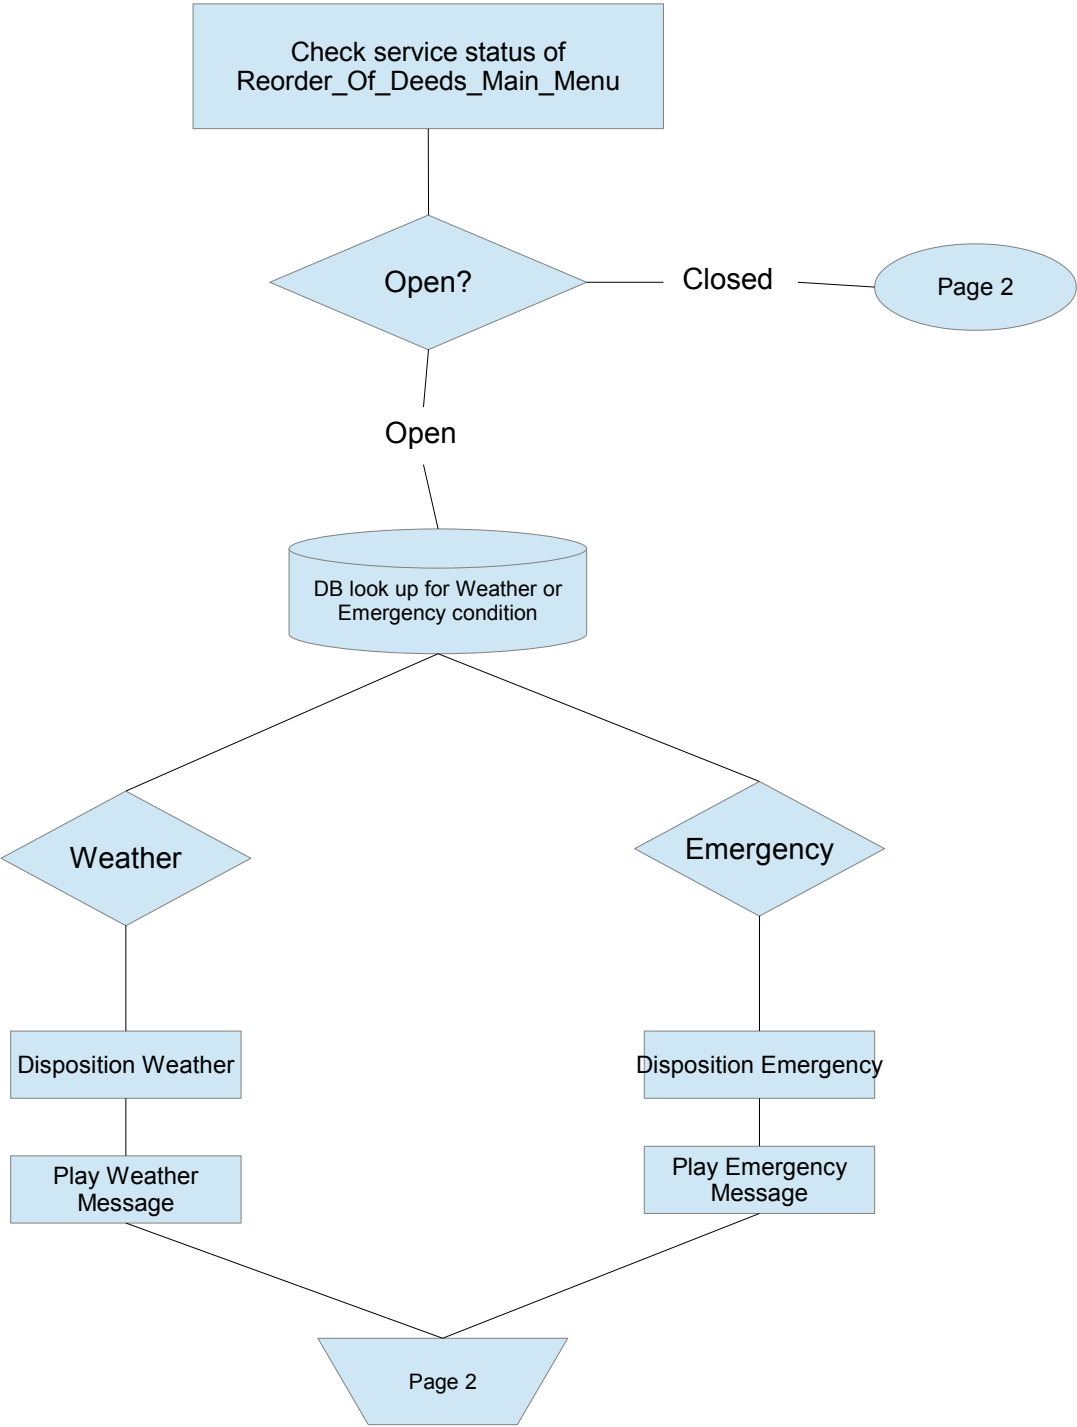 Check service status of
Reorder_Of_Deeds_Main_Menu
Open?
Closed
Page 2
Open
DB look up for Weather or
Emergency condition
Weather
Emergency
Disposition Weather
Disposition Emergency
Play Weather
Message
Play Emergency
Message
Page 2